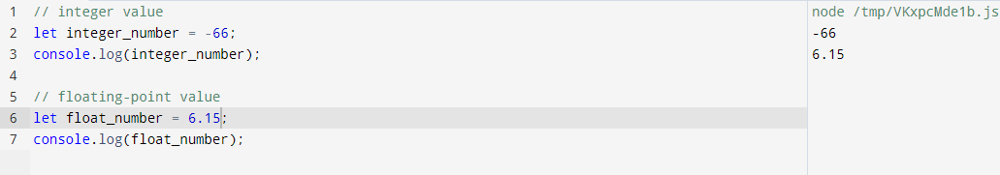 1 // integer value
2 let integer_number = -66;
3 console.log(integer_number);
4
5 // floating-point value
6 let float_number = 6.15;
7 console.log(float_number);
node /tmp/VKxpcMde1b.js
-66
6.15